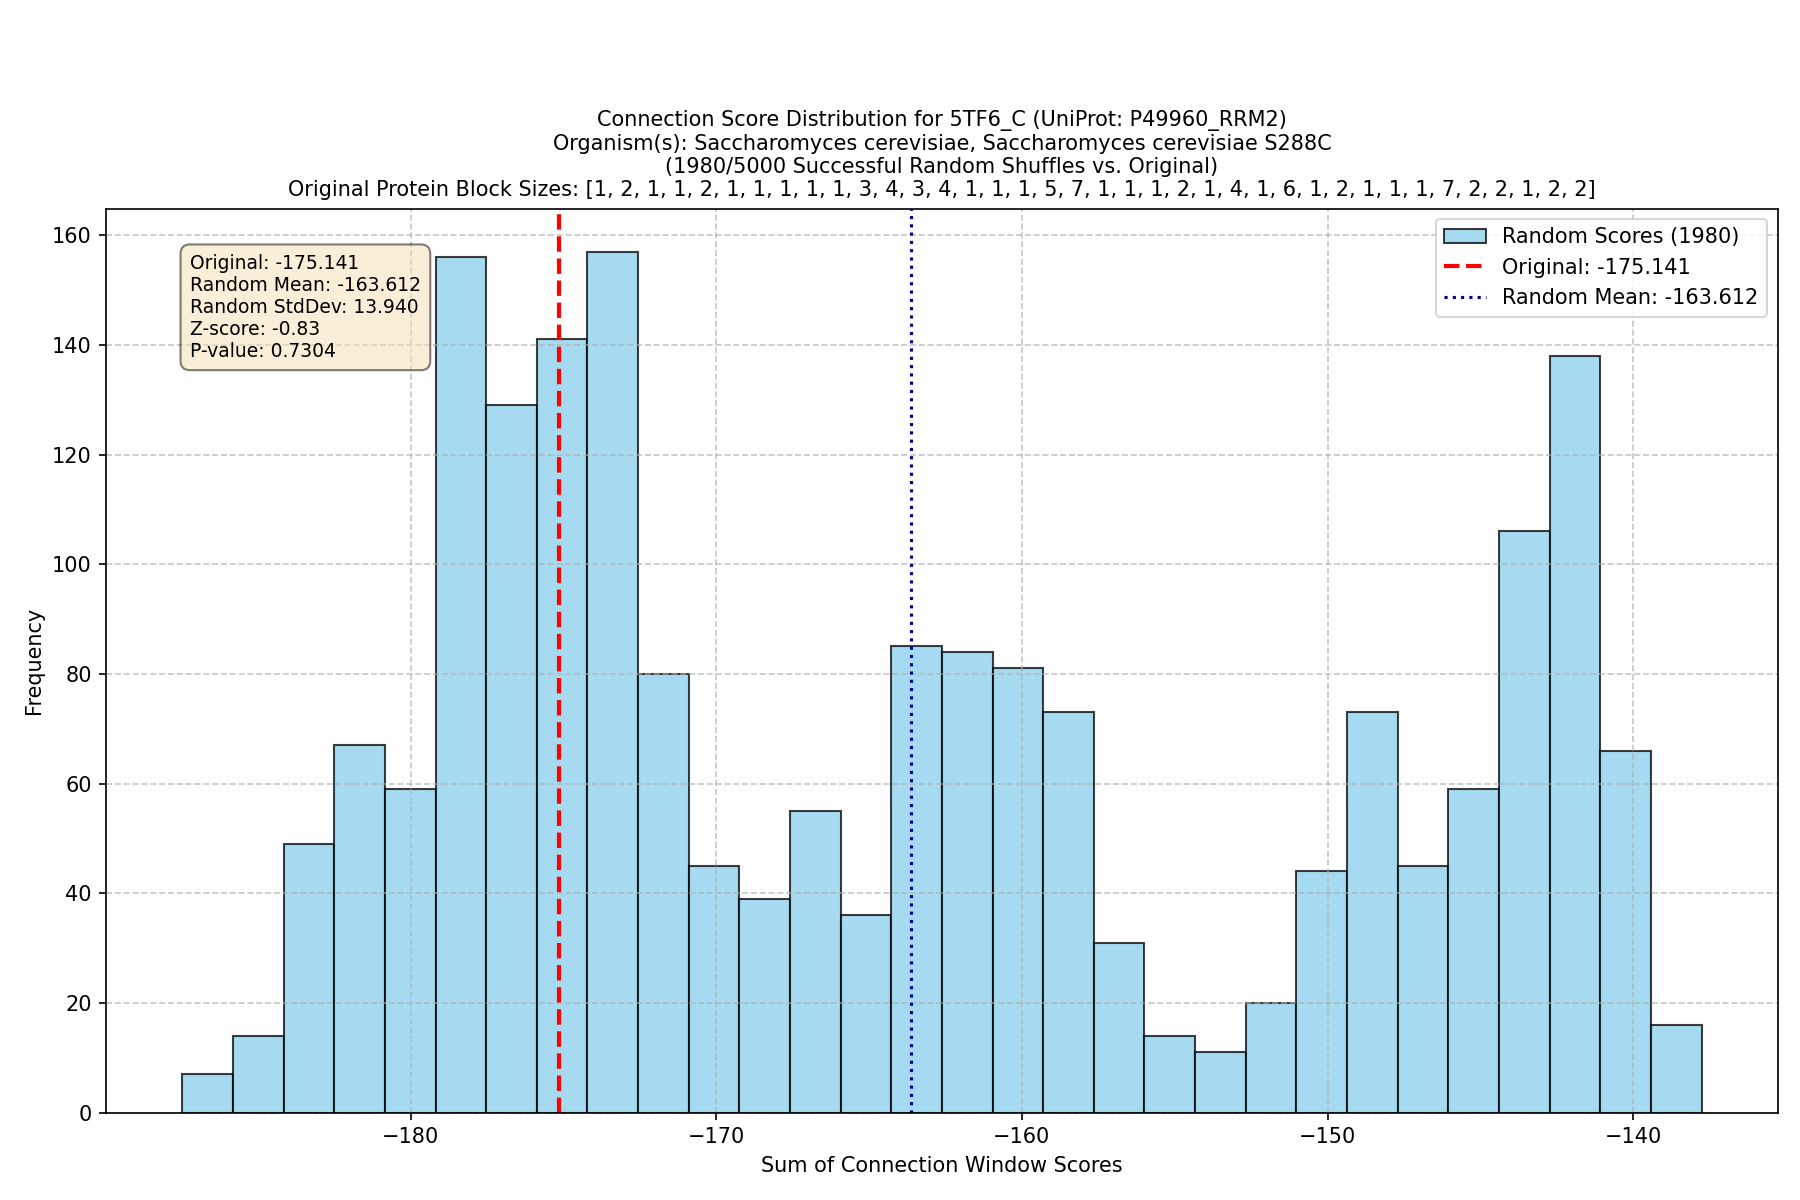 Connection Score Distribution for 5TF6_C (UniProt: P49960_RRM2)
Organism(s): Saccharomyces cerevisiae, Saccharomyces cerevisiae S288C
(1980/5000 Successful Random Shuffles vs. Original)
Original Protein Block Sizes: [1, 2, 1, 1, 2, 1, 1, 1, 1, 1, 3, 4, 3, 4, 1, 1, 1, 5, 7, 1, 1, 1, 2, 1, 4, 1, 6, 1, 2, 1, 1, 1, 7, 2, 2, 1, 2, 2]
Original: -175.141
Random Mean: -163.612
Random StdDev: 13.940
Z-score: -0.83
P-value: 0.7304
Random Scores (1980)
Original: -175.141
Random Mean: -163.612
Frequency
160
140
120
100
80
60
40
20
0
−180
−170
−160
−150
−140
Sum of Connection Window Scores